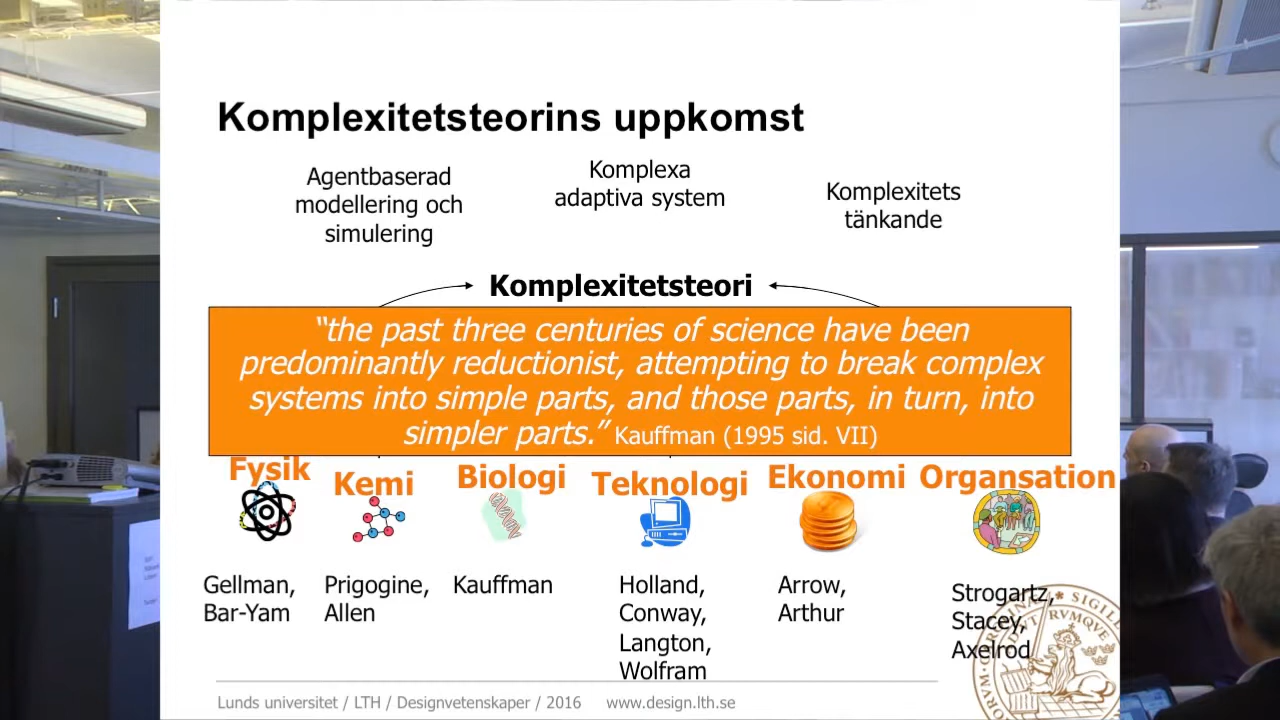 Komplexitetsteorins uppkomst
Agentbaserad
modellering och
simulering
Komplexa
adaptiva system
Komplexitets
tänkande
Komplexitetsteori
“the past three centuries of science have been
predominantly reductionist, attempting to break complex
systems into simple parts, and those parts, in turn, into
simpler parts.” Kauffman (1995 sid. VII)
Fysik
Kemi
Biologi
Teknologi
Ekonomi
Organsation
Gellman,
Bar-Yam
Prigogine,
Allen
Kauffman
Holland,
Conway,
Langton,
Wolfram
Arrow,
Arthur
Strogartz,
Stacey,
Axelrod
Lunds universitet / LTH / Designvetenskaper / 2016 www.design.lth.se